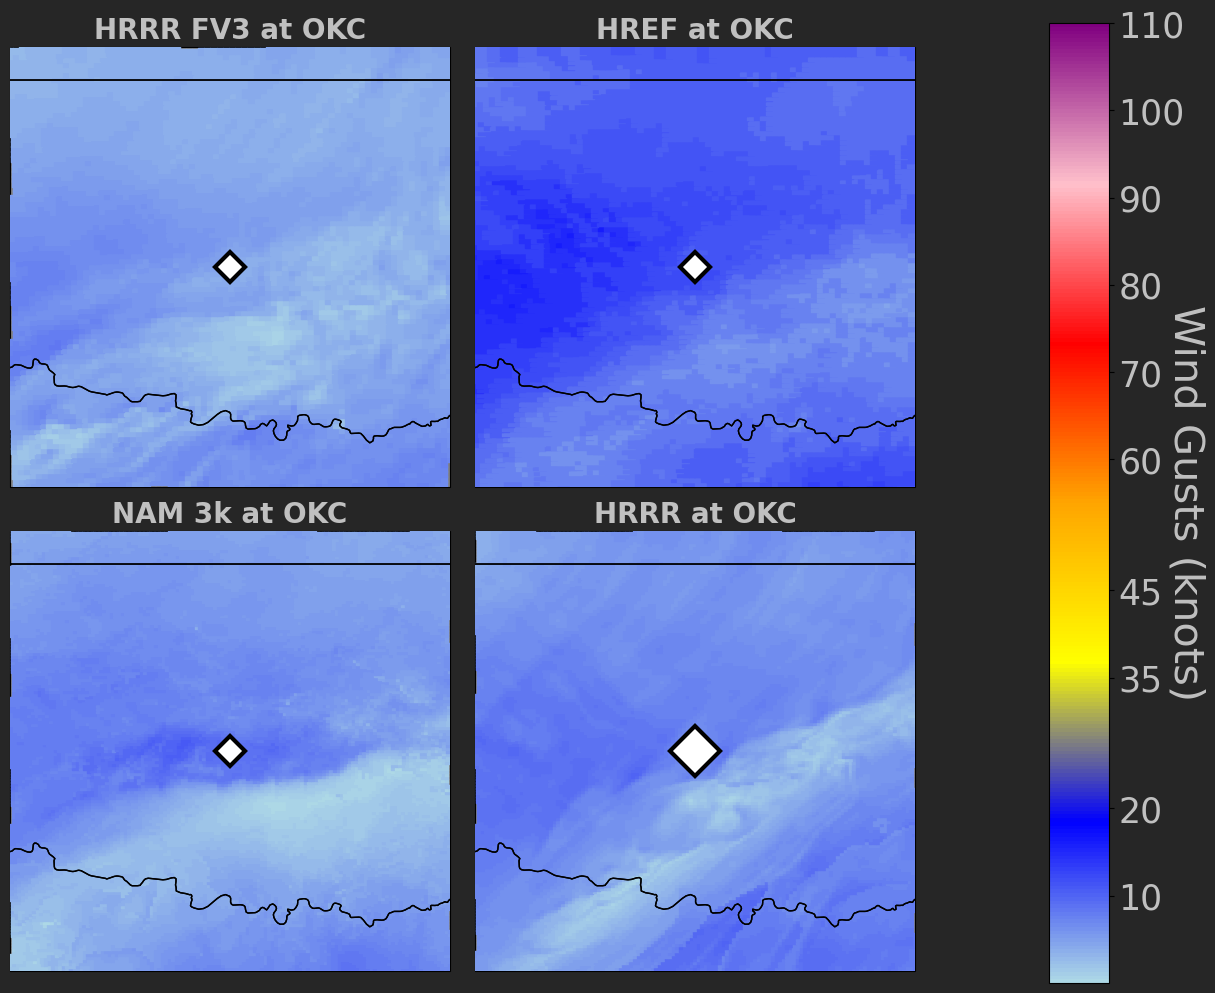 HRRR FV3 at OKC
HREF at OKC
NAM 3k at OKC
HRRR at OKC
110
100
90
80
70
60
45
35
20
10
Wind Gusts (knots)